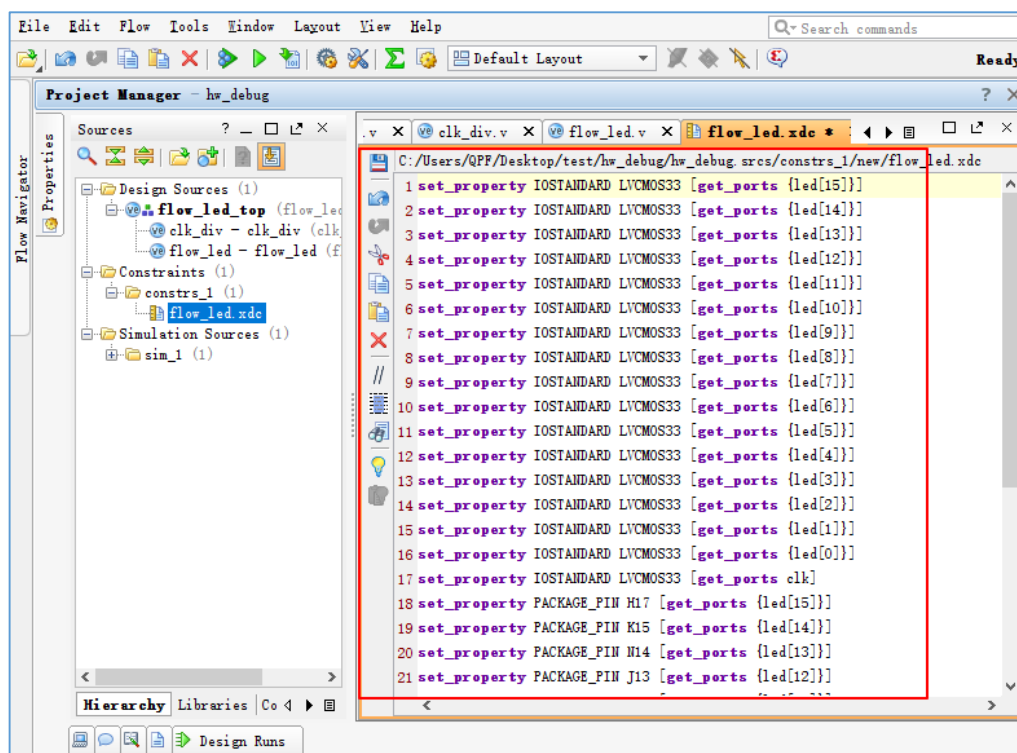 File Edit Flow Tools Window Layout View Help
Search commands
Default Layout
Ready
Project Manager - hw_debug
Flow Navigator
Properties
Sources
Design Sources (1)
flow_led_top (flow_led
clk_div - clk_div (clk_
flow_led - flow_led (f
Constraints (1)
constrs_1 (1)
flow_led.xdc
Simulation Sources (1)
sim_1 (1)
Hierarchy Libraries Co
Design Runs
.v clk_div.v flow_led.v flow_led.xdc *
C:/Users/QPF/Desktop/test/hw_debug/hw_debug.srcs/constrs_1/new/flow_led.xdc
1 set_property IOSTANDARD LVCMOS33 [get_ports {led[15]}]
2 set_property IOSTANDARD LVCMOS33 [get_ports {led[14]}]
3 set_property IOSTANDARD LVCMOS33 [get_ports {led[13]}]
4 set_property IOSTANDARD LVCMOS33 [get_ports {led[12]}]
5 set_property IOSTANDARD LVCMOS33 [get_ports {led[11]}]
6 set_property IOSTANDARD LVCMOS33 [get_ports {led[10]}]
7 set_property IOSTANDARD LVCMOS33 [get_ports {led[9]}]
8 set_property IOSTANDARD LVCMOS33 [get_ports {led[8]}]
9 set_property IOSTANDARD LVCMOS33 [get_ports {led[7]}]
10 set_property IOSTANDARD LVCMOS33 [get_ports {led[6]}]
11 set_property IOSTANDARD LVCMOS33 [get_ports {led[5]}]
12 set_property IOSTANDARD LVCMOS33 [get_ports {led[4]}]
13 set_property IOSTANDARD LVCMOS33 [get_ports {led[3]}]
14 set_property IOSTANDARD LVCMOS33 [get_ports {led[2]}]
15 set_property IOSTANDARD LVCMOS33 [get_ports {led[1]}]
16 set_property IOSTANDARD LVCMOS33 [get_ports {led[0]}]
17 set_property IOSTANDARD LVCMOS33 [get_ports clk]
18 set_property PACKAGE_PIN H17 [get_ports {led[15]}]
19 set_property PACKAGE_PIN K15 [get_ports {led[14]}]
20 set_property PACKAGE_PIN N14 [get_ports {led[13]}]
21 set_property PACKAGE_PIN J13 [get_ports {led[12]}]